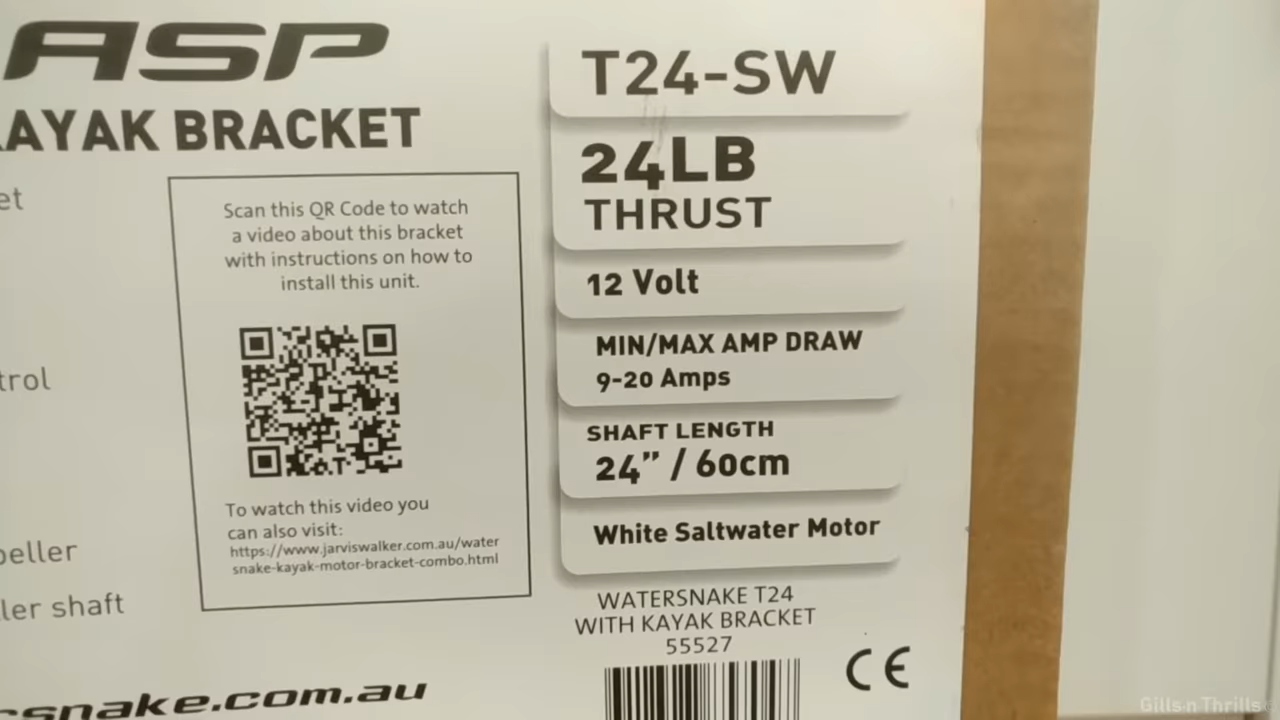 ASP
KAYAK BRACKET
et
Scan this QR Code to watch
a video about this bracket
with instructions on how to
install this unit.
trol
To watch this video you
can also visit:
https://www.jarviswalker.com.au/water
snake-kayak-motor-bracket-combo.html
peller
ler shaft
rsnake.com.au
T24-SW
24LB
THRUST
12 Volt
MIN/MAX AMP DRAW
9-20 Amps
SHAFT LENGTH
24” / 60cm
White Saltwater Motor
WATERSNAKE T24
WITH KAYAK BRACKET
55527
CE
Gills n Thrills